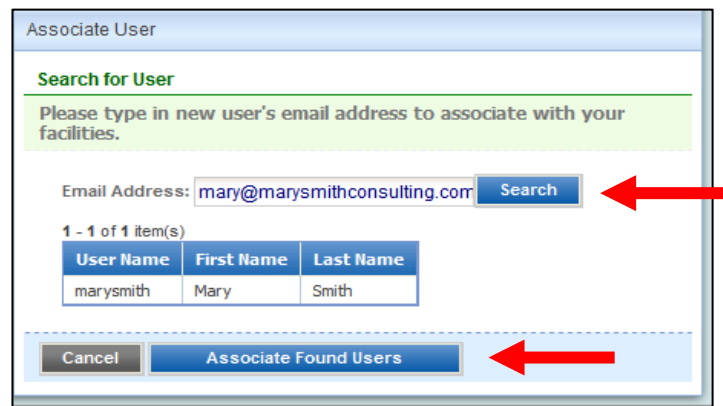 Associate User
Search for User
Please type in new user's email address to associate with your
facilities.
Email Address: mary@marysmithconsulting.com Search
1 - 1 of 1 item(s)
User Name First Name Last Name
marysmith Mary Smith
Cancel Associate Found Users